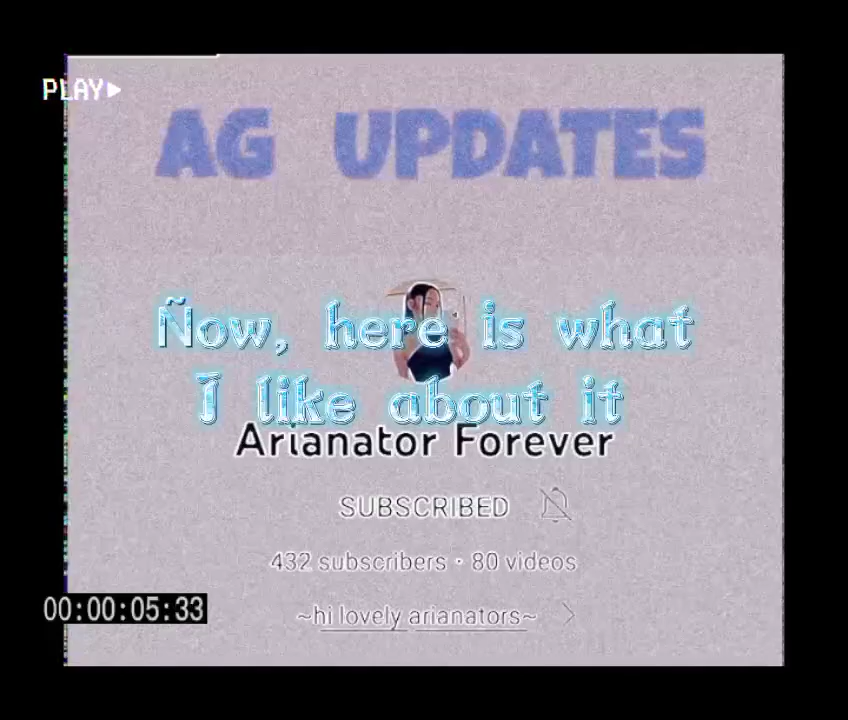 PLAY
AG UPDATES
Now, here is what
I like about it
Arianator Forever
SUBSCRIBED
432 subscribers · 80 videos
~hi lovely arianators~
00:00:05:33